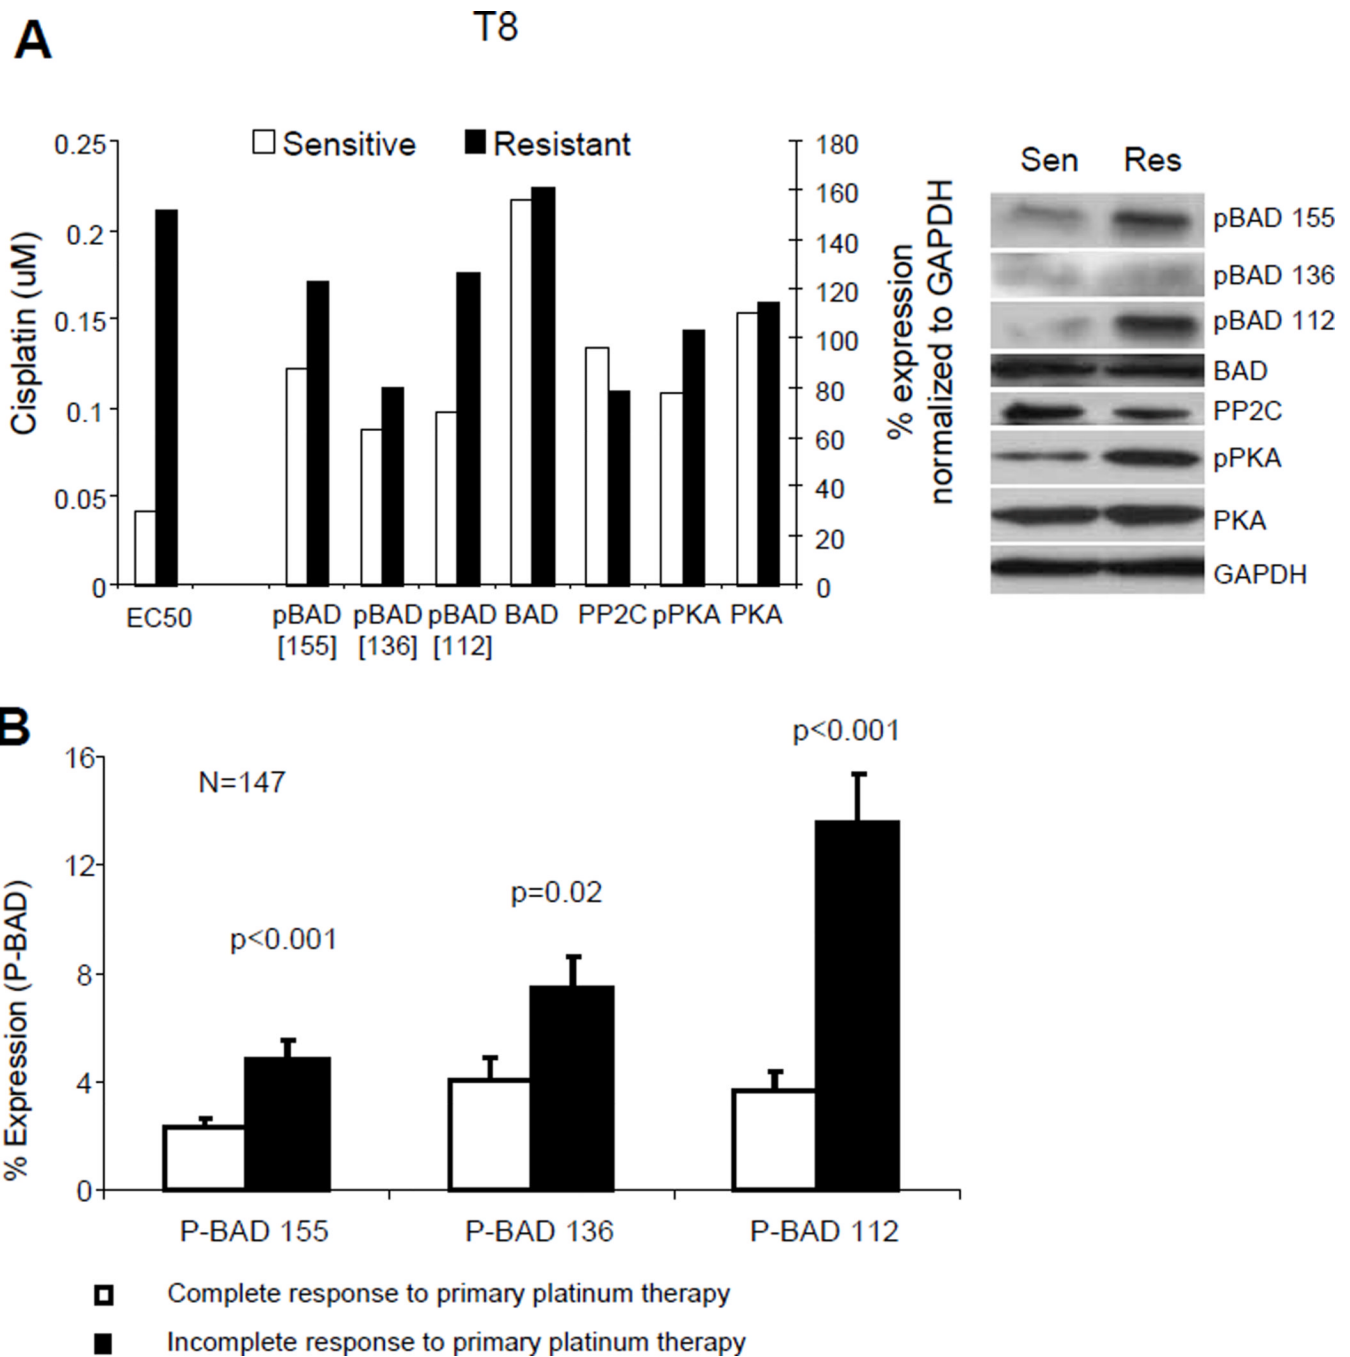 A
T8
Sensitive
Resistant
Cisplatin (uM)
0.25
0.2
0.15
0.1
0.05
0
180
160
140
120
100
80
60
40
20
0
% expression
normalized to GAPDH
EC50
pBAD [155]
pBAD [136]
pBAD [112]
BAD
PP2C
pPKA
PKA
Sen Res
pBAD 155
pBAD 136
pBAD 112
BAD
PP2C
pPKA
PKA
GAPDH
B
% Expression (P-BAD)
16
12
8
4
0
N=147
p<0.001
p=0.02
p<0.001
P-BAD 155
P-BAD 136
P-BAD 112
Complete response to primary platinum therapy
Incomplete response to primary platinum therapy